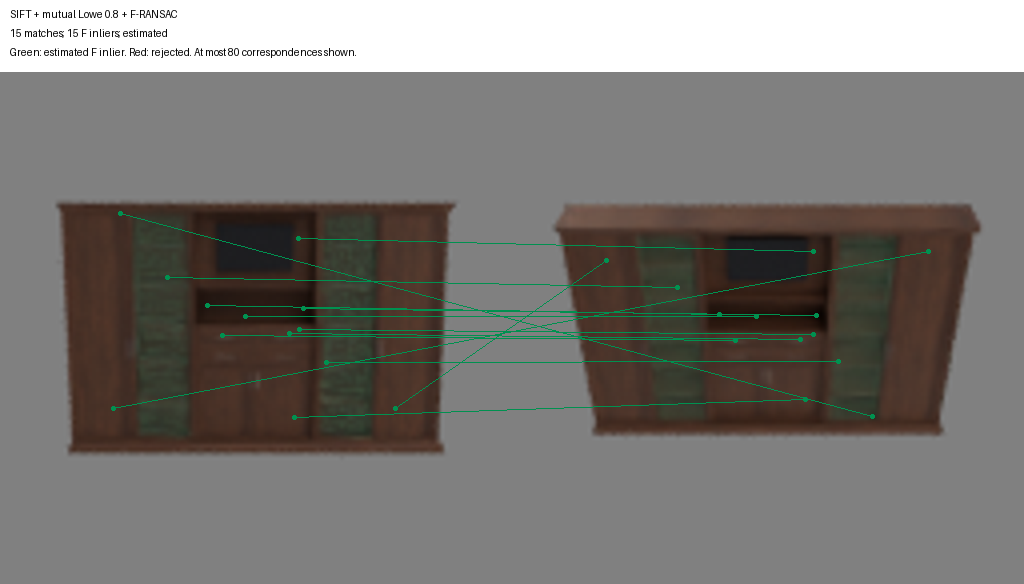 SIFT + mutual Lowe 0.8 + F-RANSAC
15 matches; 15 F inliers; estimated
Green: estimated F inlier. Red: rejected. At most 80 correspondences shown.